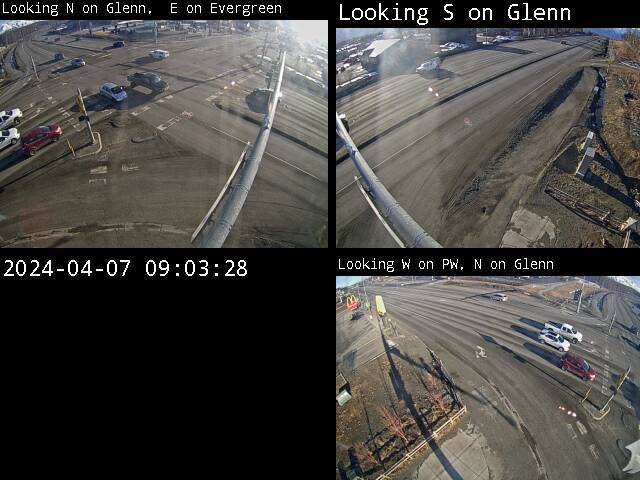 Looking N on Glenn,  E on Evergreen
Looking S on Glenn
2024-04-07 09:03:28
Looking W on PW, N on Glenn